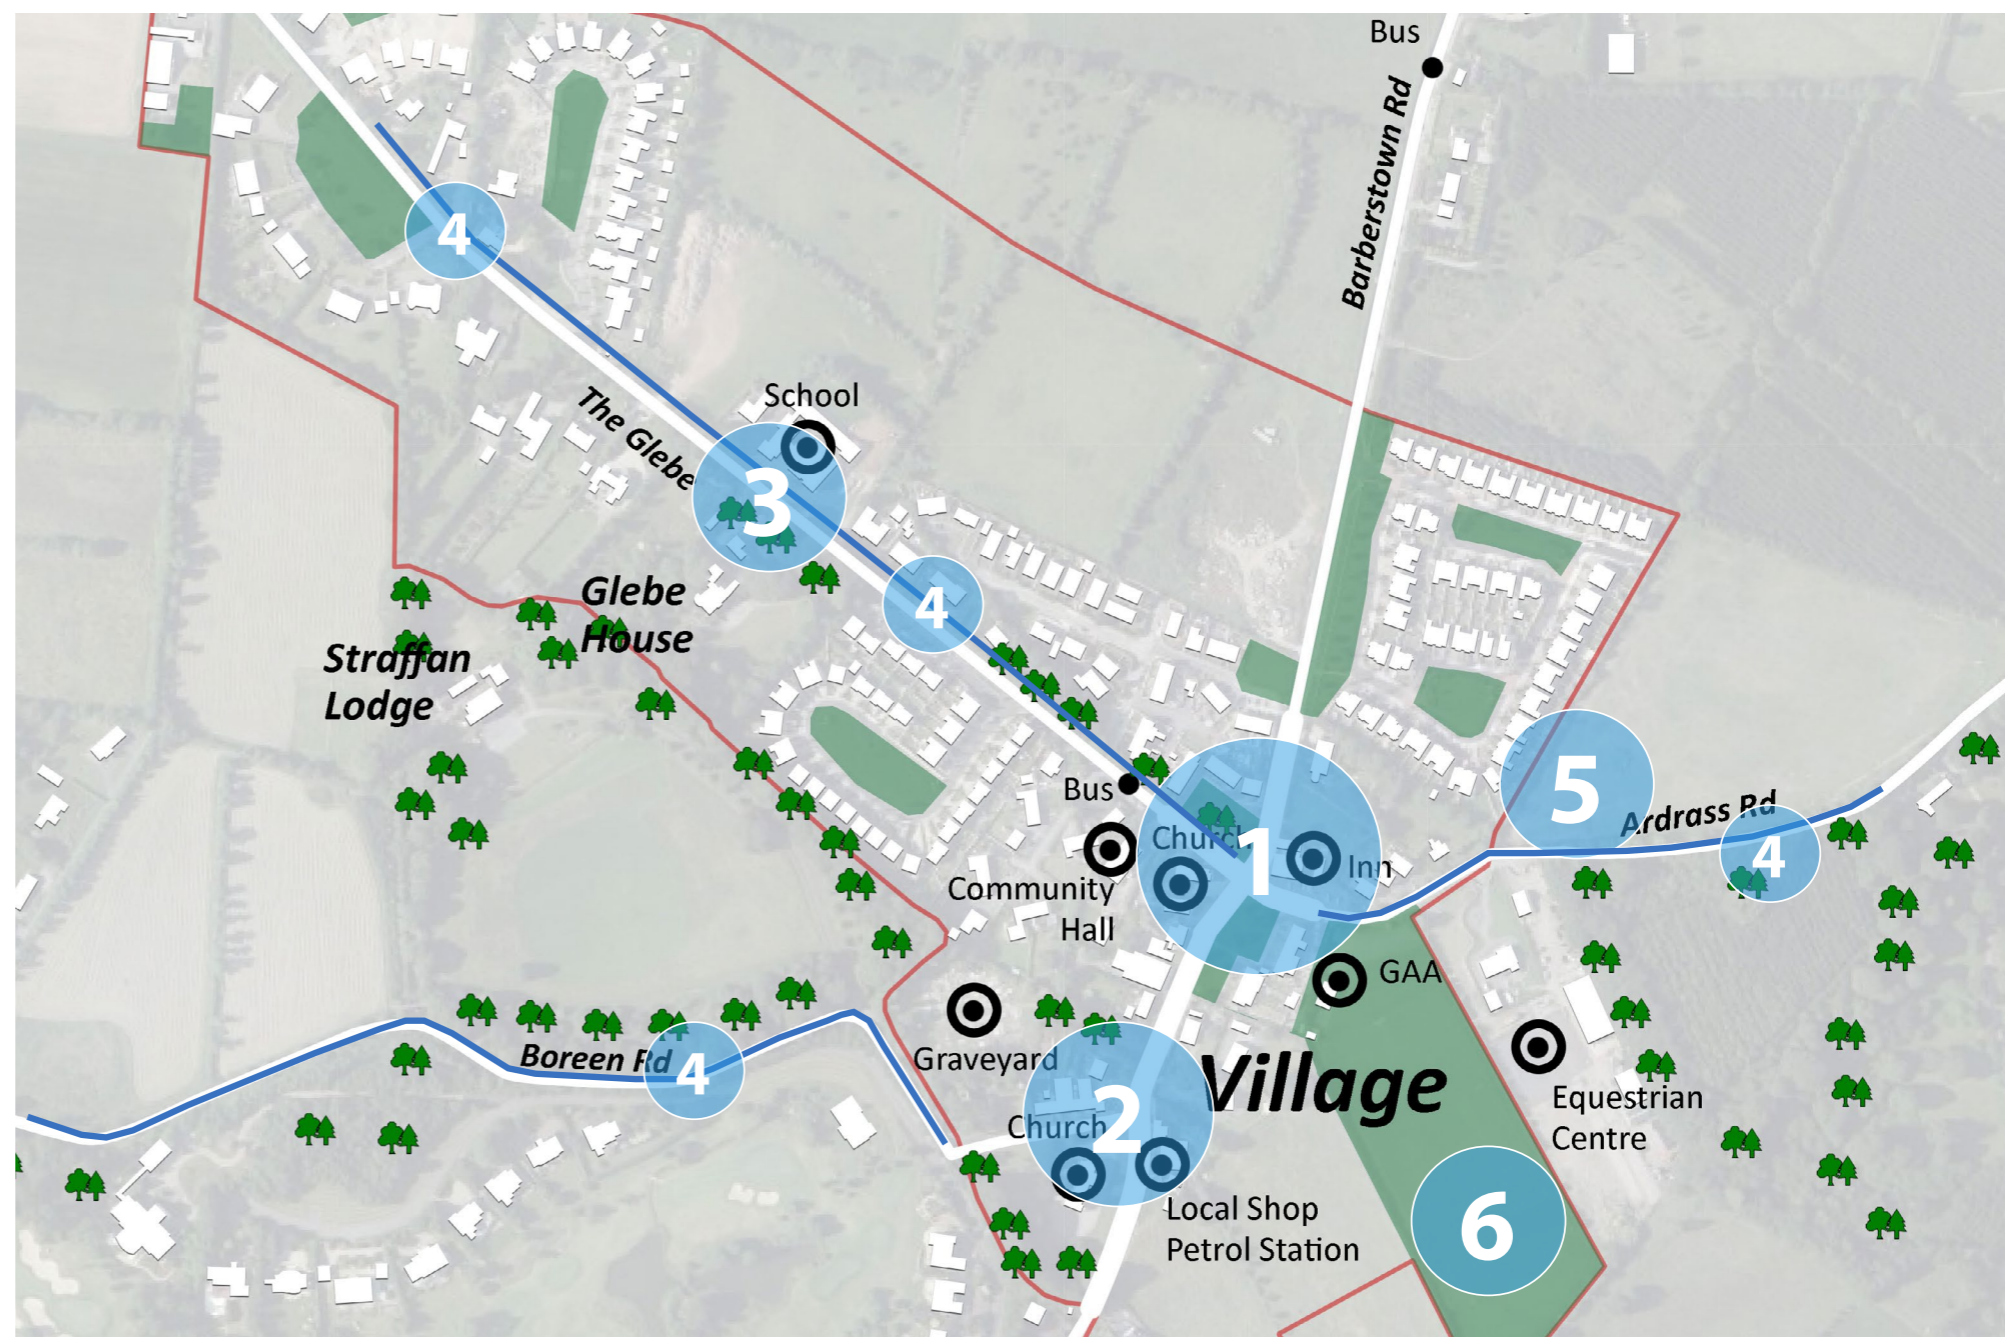 Bus
Barberstown Rd
4
School
The Glebe
3
Glebe
House
4
Straffan
Lodge
Bus
5
Ardrass Rd
4
Church
1
Inn
Community
Hall
GAA
Graveyard
Boreen Rd
4
Village
Church
2
Equestrian
Centre
Local Shop
Petrol Station
6